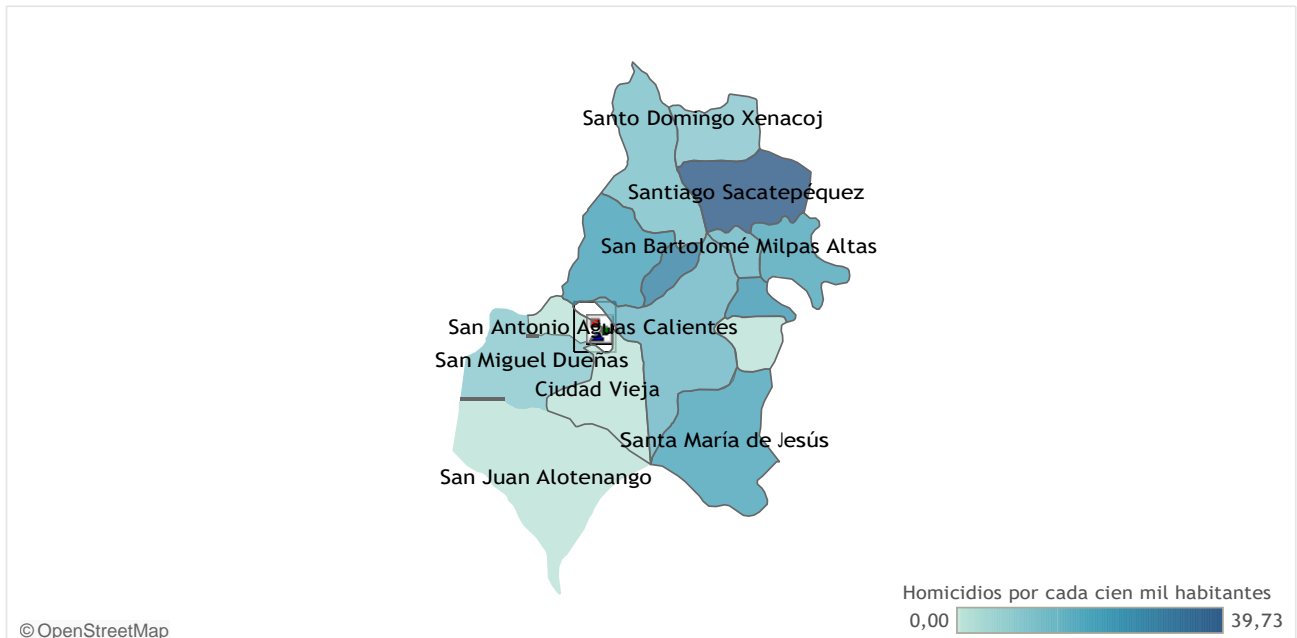 Santo Domingo Xenacoj
Santiago Sacatepéquez
San Bartolomé Milpas Altas
San Antonio Aguas Calientes
San Miguel Dueñas
Ciudad Vieja
Santa María de Jesús
San Juan Alotenango
Homicidios por cada cien mil habitantes
0,00 39,73
© OpenStreetMap